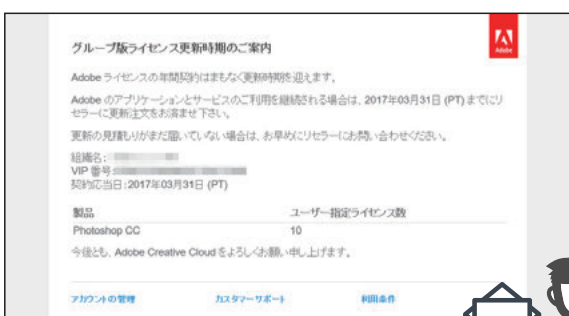 Adobe
グループ版ライセンス更新時期のご案内
Adobe ライセンスの年間契約はまもなく更新時期を迎えます。
Adobe のアプリケーションとサービスのご利用を継続される場合は、2017年03月31日 (PT) までにリ
セラーに更新注文をお済ませ下さい。
更新の見積もりがまだ届いていない場合は、お早めにリセラーにお問い合わせください。
組織名:
VIP 番号:
契約応当日:2017年03月31日 (PT)
製品 ユーザー指定ライセンス数
Photoshop CC 10
今後とも、Adobe Creative Cloud をよろしくお願い申し上げます。
アカウントの管理 カスタマーサポート 利用条件